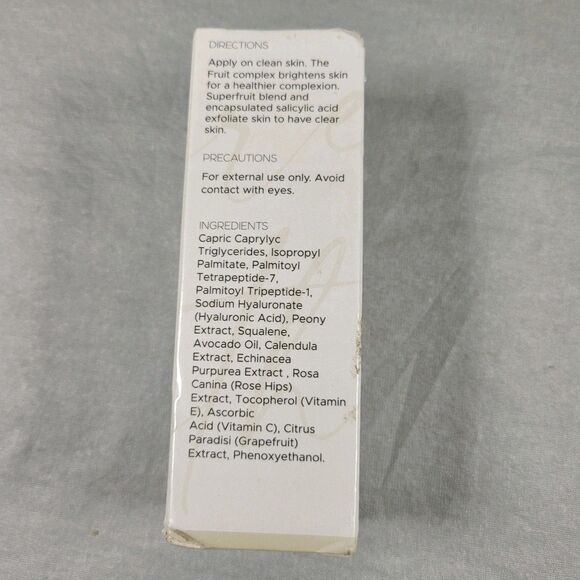 DIRECTIONS
Apply on clean skin. The
Fruit complex brightens skin
for a healthier complexion.
Superfruit blend and
encapsulated salicylic acid
exfoliate skin to have clear
skin.
PRECAUTIONS
For external use only. Avoid
contact with eyes.
INGREDIENTS
Capric Caprylyc
Triglycerides, Isopropyl
Palmitate, Palmitoyl
Tetrapeptide-7,
Palmitoyl Tripeptide-1,
Sodium Hyaluronate
(Hyaluronic Acid), Peony
Extract, Squalene,
Avocado Oil, Calendula
Extract, Echinacea
Purpurea Extract , Rosa
Canina (Rose Hips)
Extract, Tocopherol (Vitamin
E), Ascorbic
Acid (Vitamin C), Citrus
Paradisi (Grapefruit)
Extract, Phenoxyethanol.